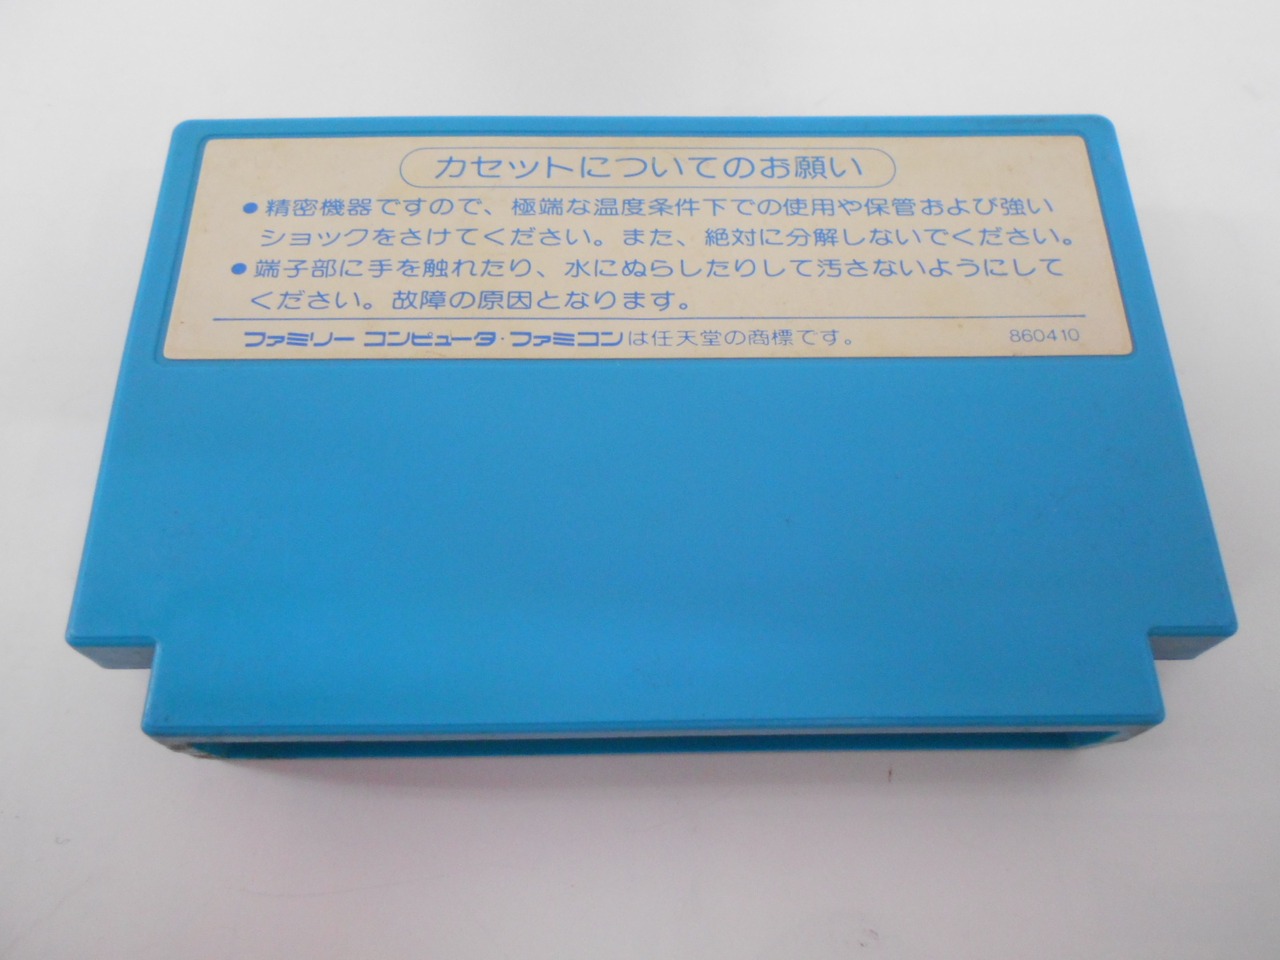 カセットについてのお願い
●精密機器ですので、極端な温度条件下での使用や保管および強い
ショックをさけてください。また、絶対に分解しないでください。
●端子部に手を触れたり、水にぬらしたりして汚さないようにして
ください。故障の原因となります。
ファミリー コンピュータ・ファミコンは任天堂の商標です。 860410